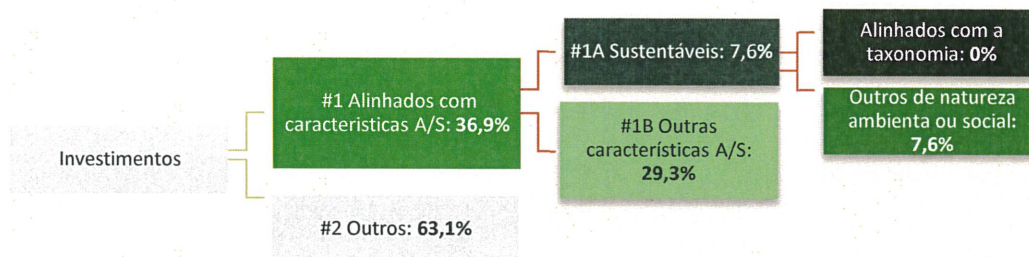 Investimentos
#1 Alinhados com
caracteristicas A/S: 36,9%
#2 Outros: 63,1%
#1A Sustentáveis: 7,6%
#1B Outras
características A/S:
29,3%
Alinhados com a
taxonomia: 0%
Outros de natureza
ambienta ou social:
7,6%